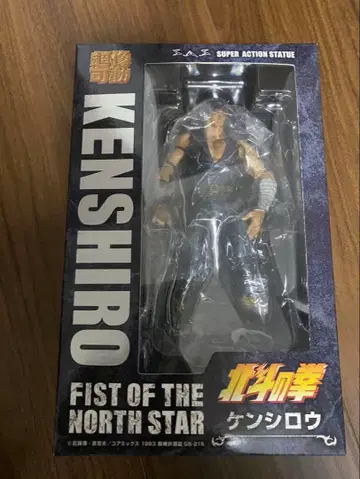 超像可動
SUPER ACTION STATUE
KENSHIRO
FIST OF THE
NORTH STAR
北斗の拳
ケンシロウ